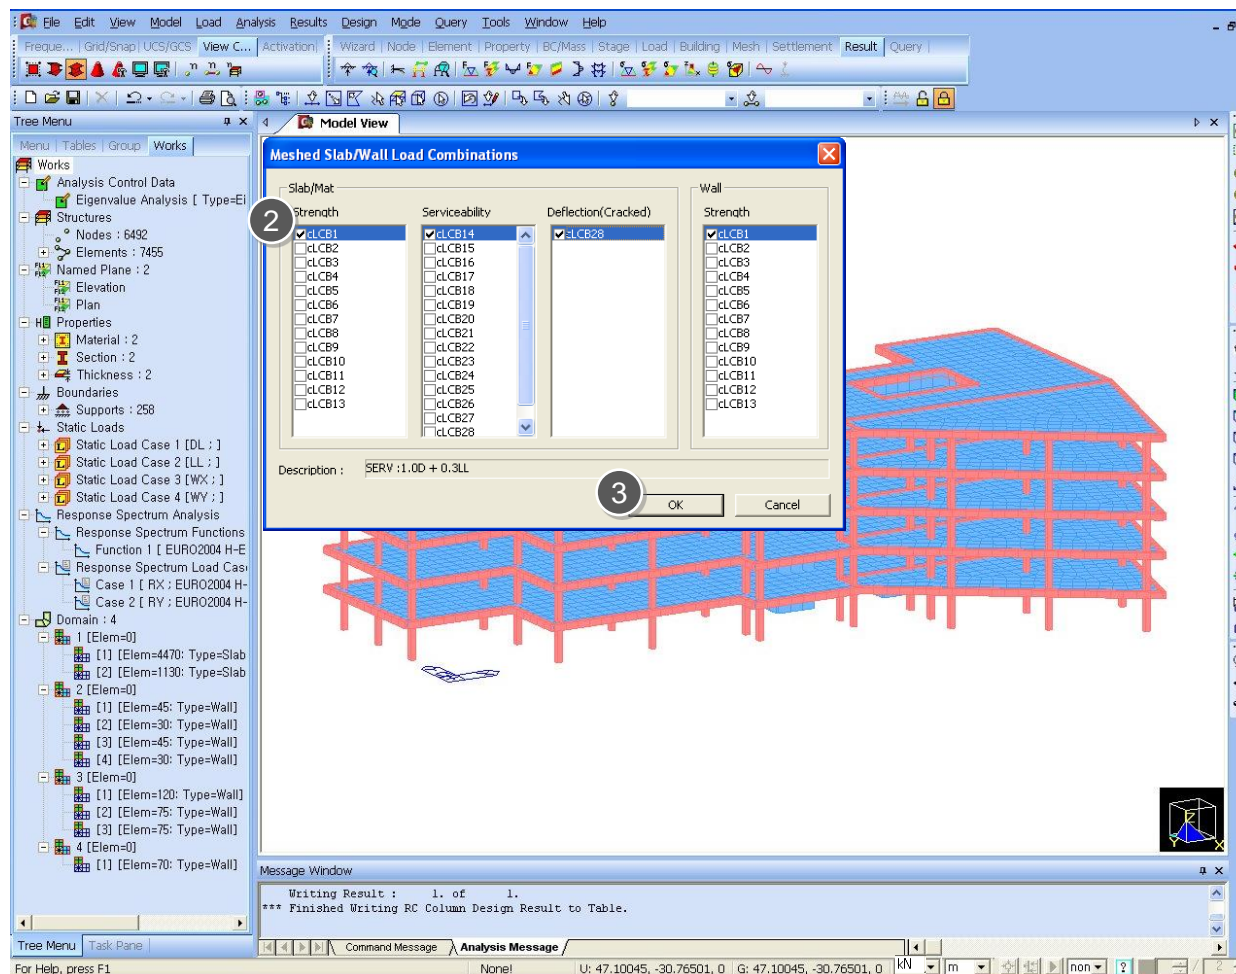 File Edit View Model Load Analysis Results Design Mode Query Tools Window Help
Freque... Grid/Snap UCS/GCS View C... Activation Wizard Node Element Property BC/Mass Stage Load Building Mesh Settlement Result Query
Tree Menu
Model View
Menu Tables Group Works
Works
Analysis Control Data
Eigenvalue Analysis [ Type=Ei
Structures
Nodes : 6492
Elements : 7455
Named Plane : 2
Elevation
Plan
Properties
Material : 2
Section : 2
Thickness : 2
Boundaries
Supports : 258
Static Loads
Static Load Case 1 [DL ; ]
Static Load Case 2 [LL ; ]
Static Load Case 3 [WX ; ]
Static Load Case 4 [WY ; ]
Response Spectrum Analysis
Response Spectrum Functions
Function 1 [ EURO2004 H-E
Response Spectrum Load Cas
Case 1 [ RX ; EURO2004 H-
Case 2 [ RY ; EURO2004 H-
Domain : 4
1 [Elem=0]
[1] [Elem=4470: Type=Slab
[2] [Elem=1130: Type=Slab
2 [Elem=0]
[1] [Elem=45: Type=Wall]
[2] [Elem=30: Type=Wall]
[3] [Elem=45: Type=Wall]
[4] [Elem=30: Type=Wall]
3 [Elem=0]
[1] [Elem=120: Type=Wall]
[2] [Elem=75: Type=Wall]
[3] [Elem=75: Type=Wall]
4 [Elem=0]
[1] [Elem=70: Type=Wall]
Tree Menu Task Pane
Meshed Slab/Wall Load Combinations
Slab/Mat
2
Strength
cLCB1
cLCB2
cLCB3
cLCB4
cLCB5
cLCB6
cLCB7
cLCB8
cLCB9
cLCB10
cLCB11
cLCB12
cLCB13
Serviceability
cLCB14
cLCB15
cLCB16
cLCB17
cLCB18
cLCB19
cLCB20
cLCB21
cLCB22
cLCB23
cLCB24
cLCB25
cLCB26
cLCB27
cLCB28
Deflection(Cracked)
cLCB28
Wall
Strength
cLCB1
cLCB2
cLCB3
cLCB4
cLCB5
cLCB6
cLCB7
cLCB8
cLCB9
cLCB10
cLCB11
cLCB12
cLCB13
Description : SERV :1.0D + 0.3LL
3
OK Cancel
Z
Y X
Message Window
Writing Result : 1. of 1.
*** Finished Writing RC Column Design Result to Table.
Command Message Analysis Message
For Help, press F1 None! U: 47.10045, -30.76501, 0 G: 47.10045, -30.76501, 0 kN m non ? / 2